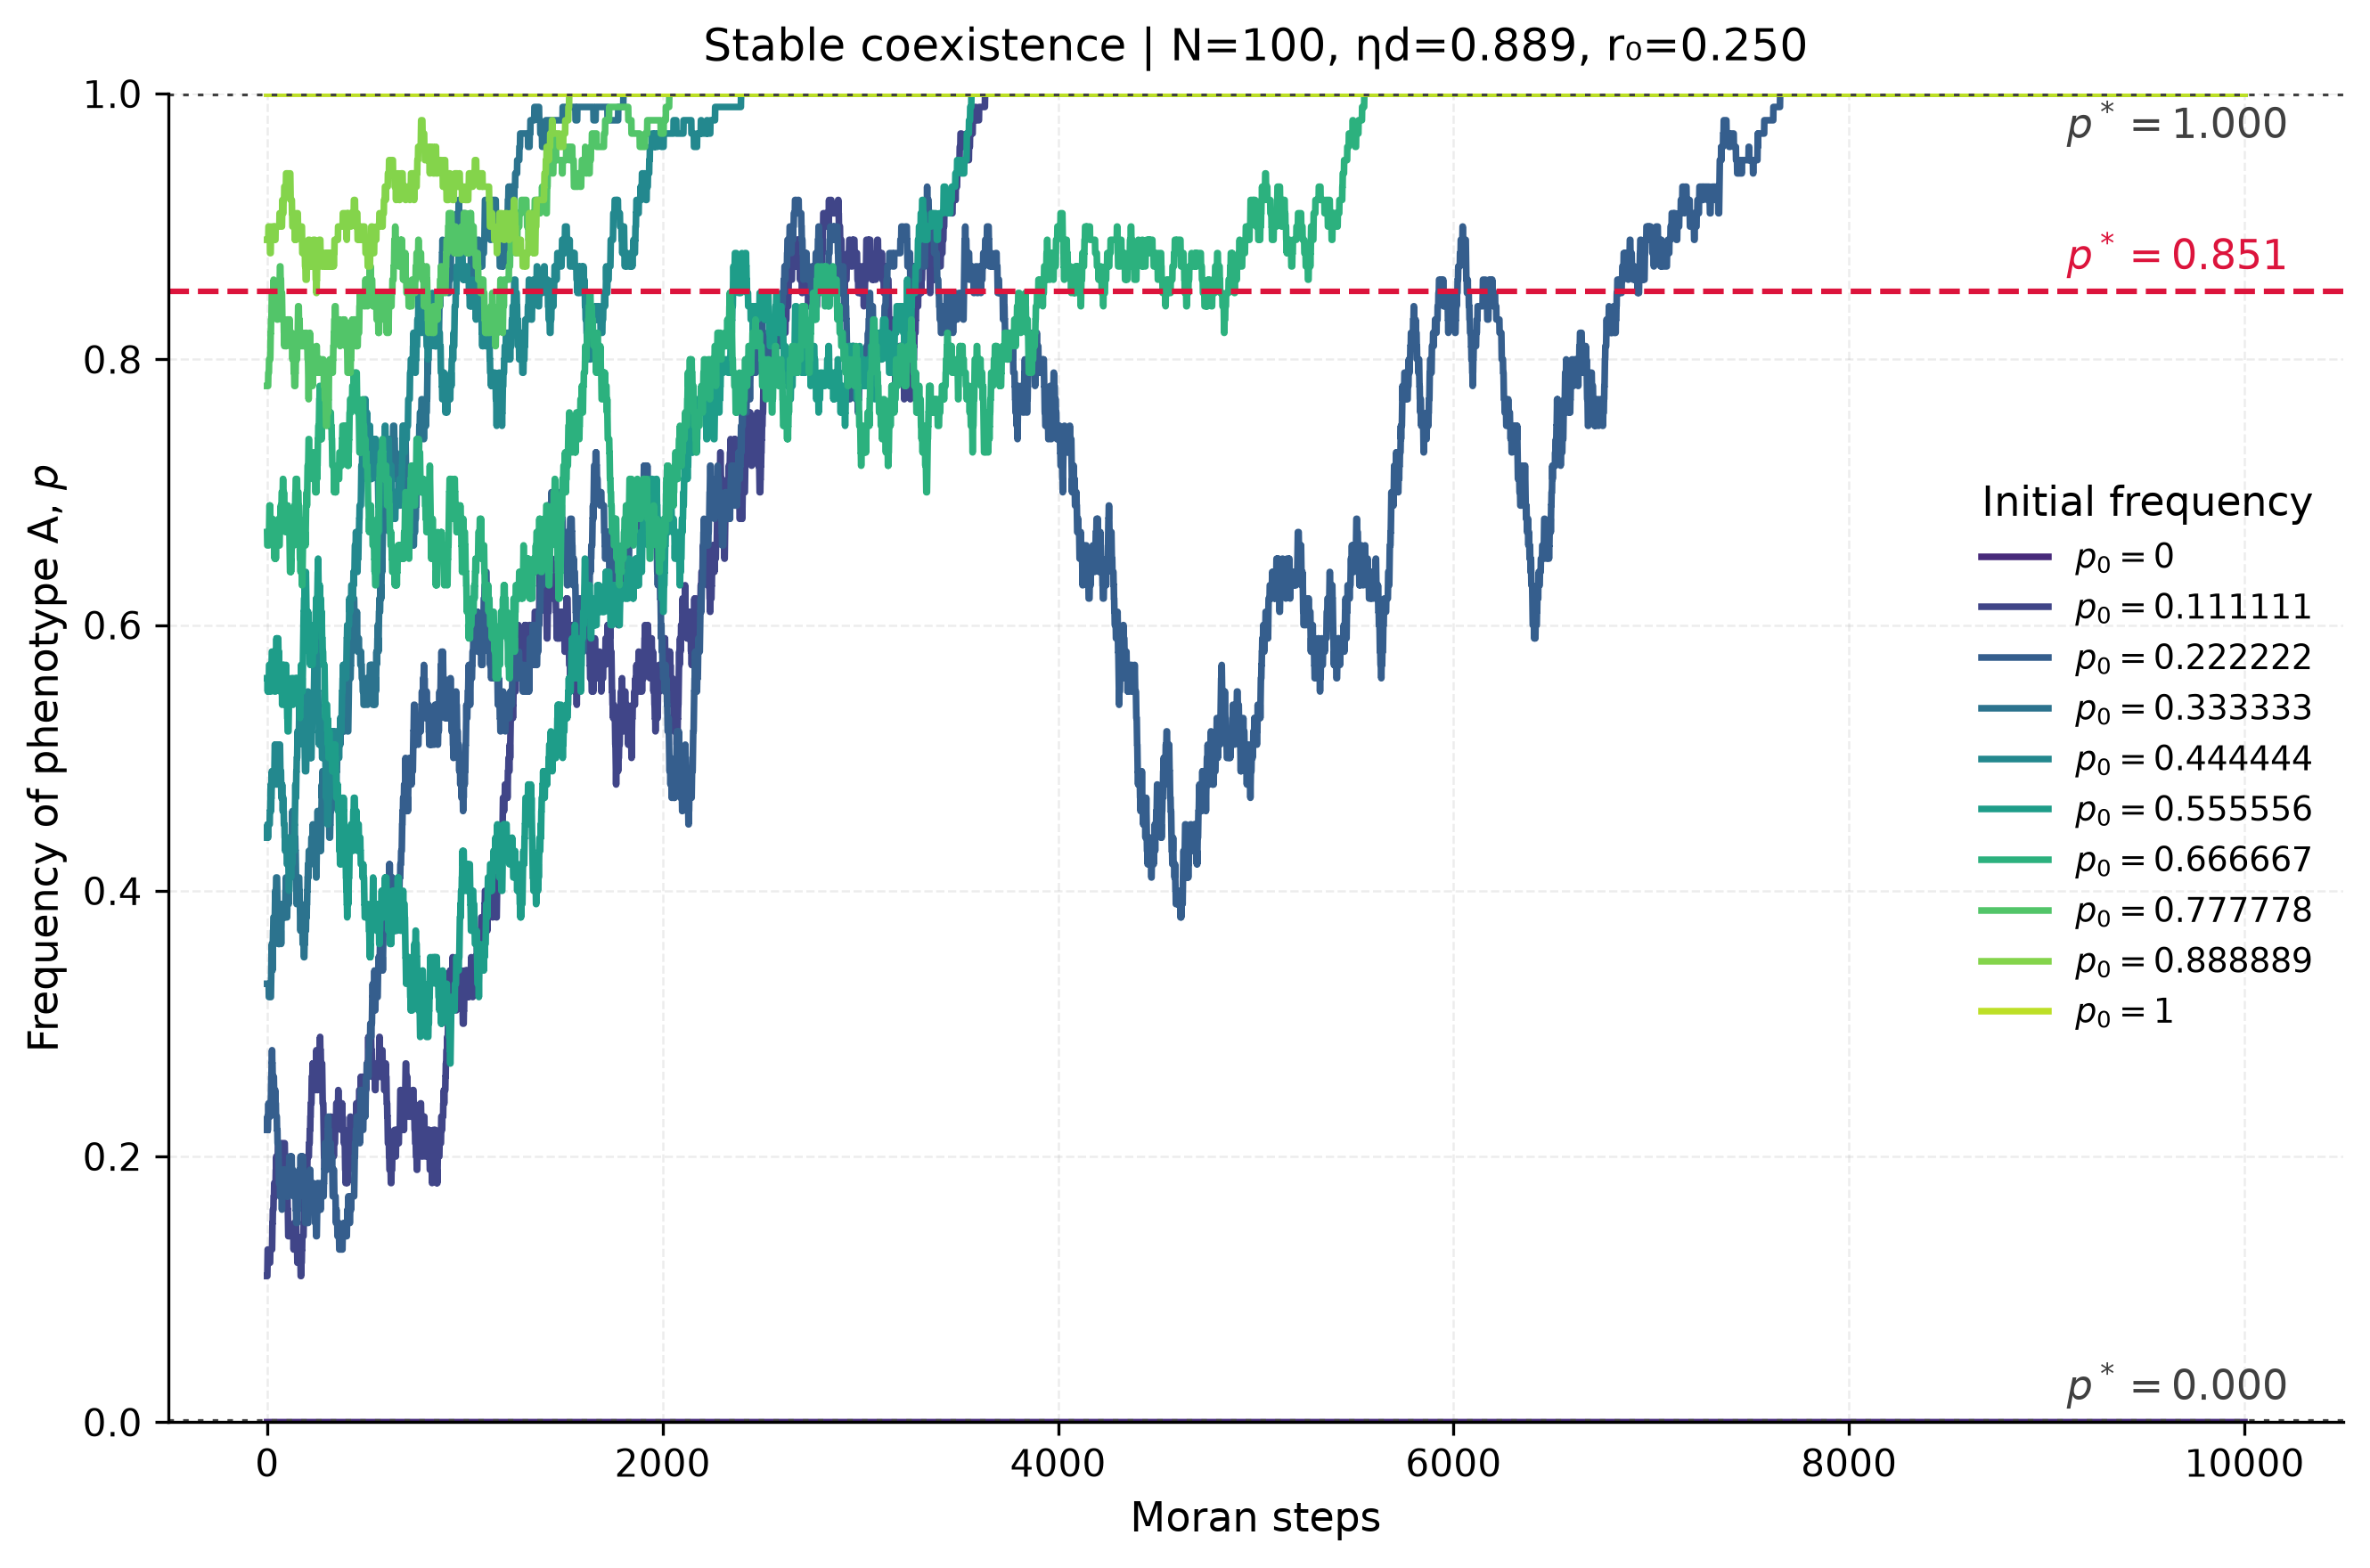 Stable coexistence | N=100, ηd=0.889, r₀=0.250
1.0
0.8
0.6
0.4
0.2
0.0
Frequency of phenotype A, p
p* = 1.000
p* = 0.851
Initial frequency
p₀ = 0
p₀ = 0.111111
p₀ = 0.222222
p₀ = 0.333333
p₀ = 0.444444
p₀ = 0.555556
p₀ = 0.666667
p₀ = 0.777778
p₀ = 0.888889
p₀ = 1
p* = 0.000
0 2000 4000 6000 8000 10000
Moran steps